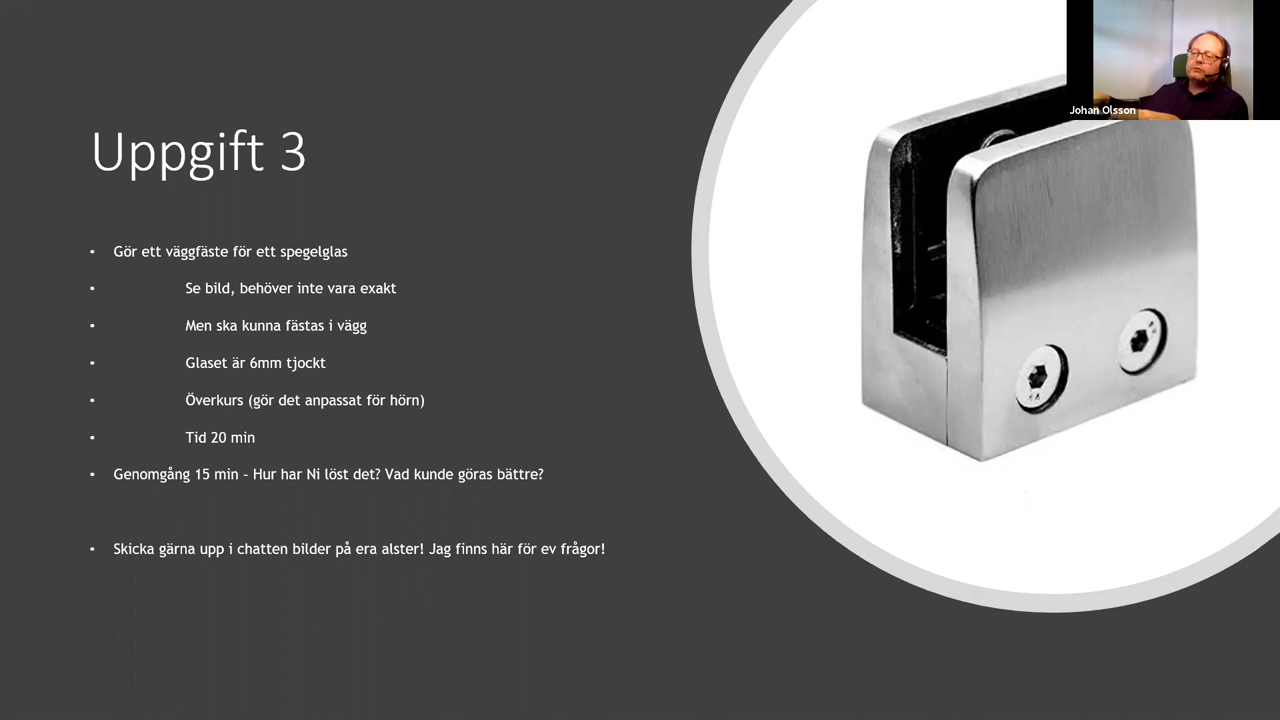 Johan Olsson
Uppgift 3
• Gör ett väggfäste för ett spegelglas
• Se bild, behöver inte vara exakt
• Men ska kunna fästas i vägg
• Glaset är 6mm tjockt
• Överkurs (gör det anpassat för hörn)
• Tid 20 min
• Genomgång 15 min – Hur har Ni löst det? Vad kunde göras bättre?
• Skicka gärna upp i chatten bilder på era alster! Jag finns här för ev frågor!